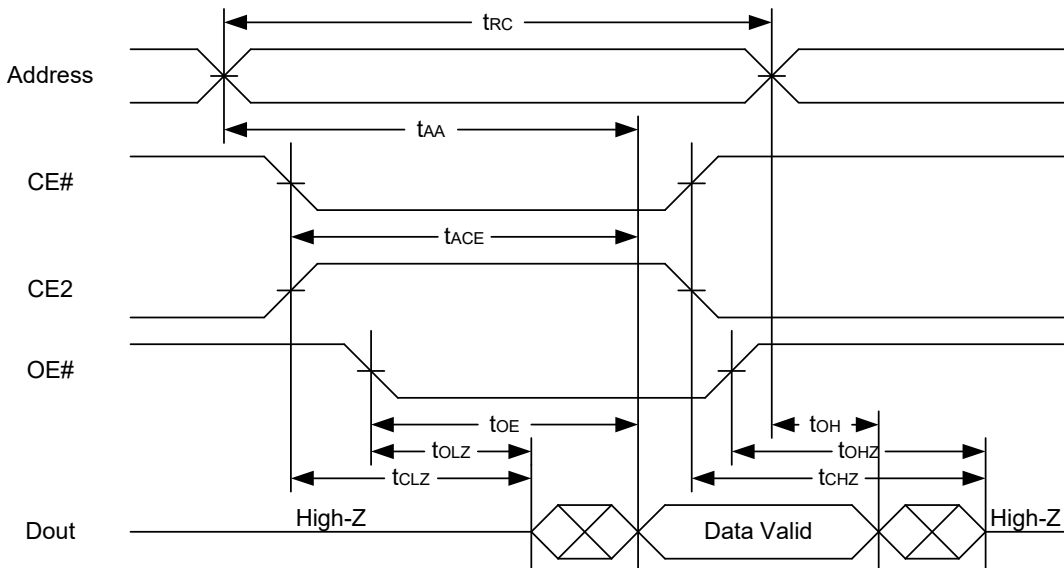 tRC
Address
tAA
CE#
tACE
CE2
OE#
tOE
tOH
tOLZ
tOHZ
tCLZ
tCHZ
High-Z
Data Valid
High-Z
Dout